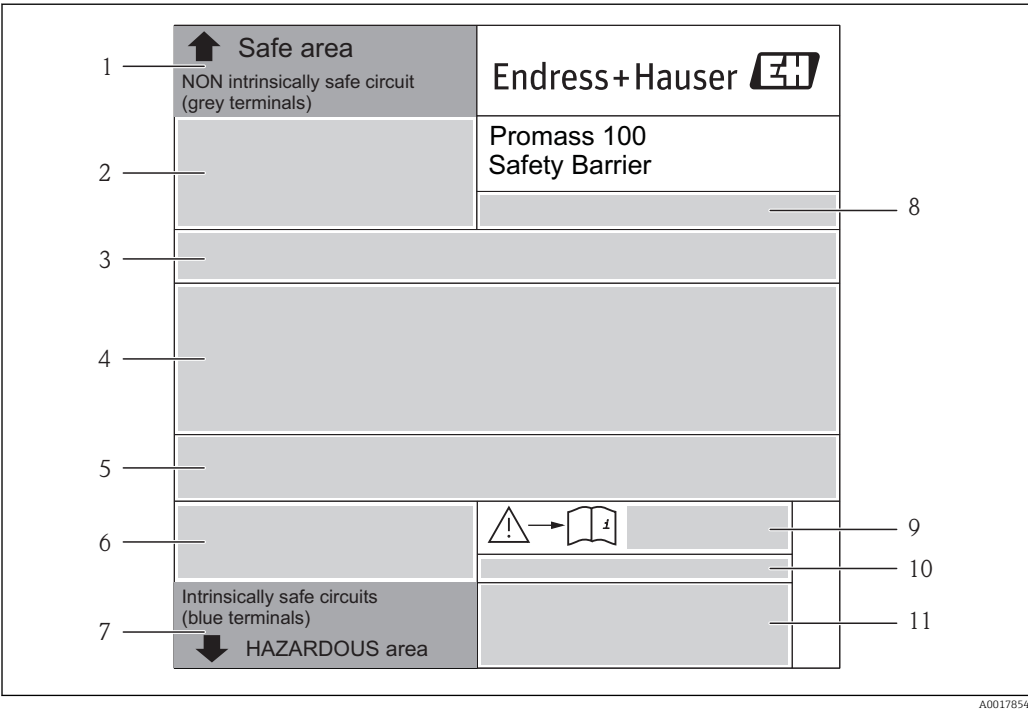 Safe area
NON intrinsically safe circuit
(grey terminals)
Endress+Hauser EH
Promass 100
Safety Barrier
1
2
8
3
4
5
6
i
9
10
Intrinsically safe circuits
(blue terminals)
7
HAZARDOUS area
11
A0017854